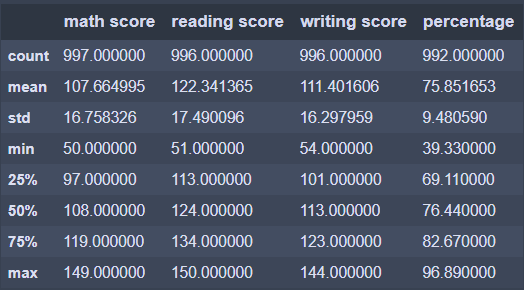 math score reading score writing score percentage
count 997.000000 996.000000 996.000000 992.000000
mean 107.664995 122.341365 111.401606 75.851653
std 16.758326 17.490096 16.297959 9.480590
min 50.000000 51.000000 54.000000 39.330000
25% 97.000000 113.000000 101.000000 69.110000
50% 108.000000 124.000000 113.000000 76.440000
75% 119.000000 134.000000 123.000000 82.670000
max 149.000000 150.000000 144.000000 96.890000